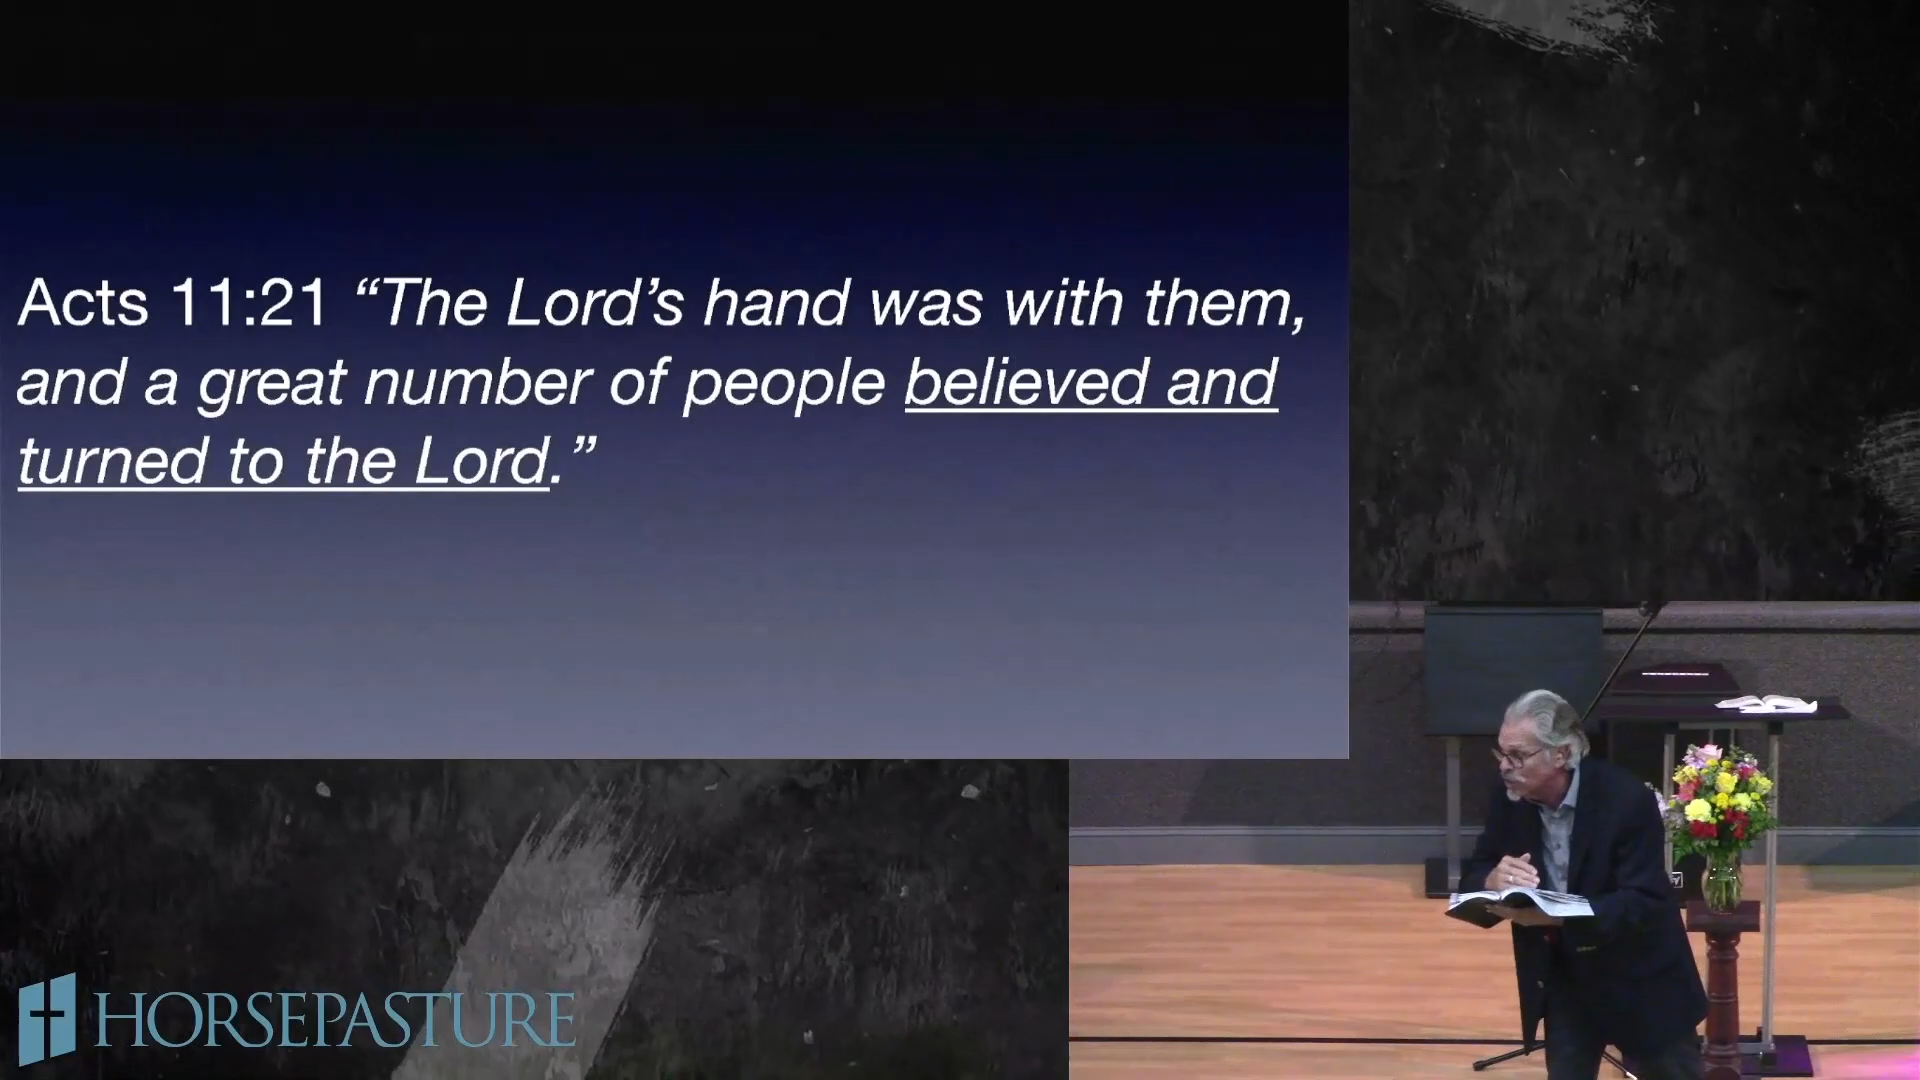 Acts 11:21 “The Lord’s hand was with them,
and a great number of people believed and
turned to the Lord.”
HORSEPASTURE